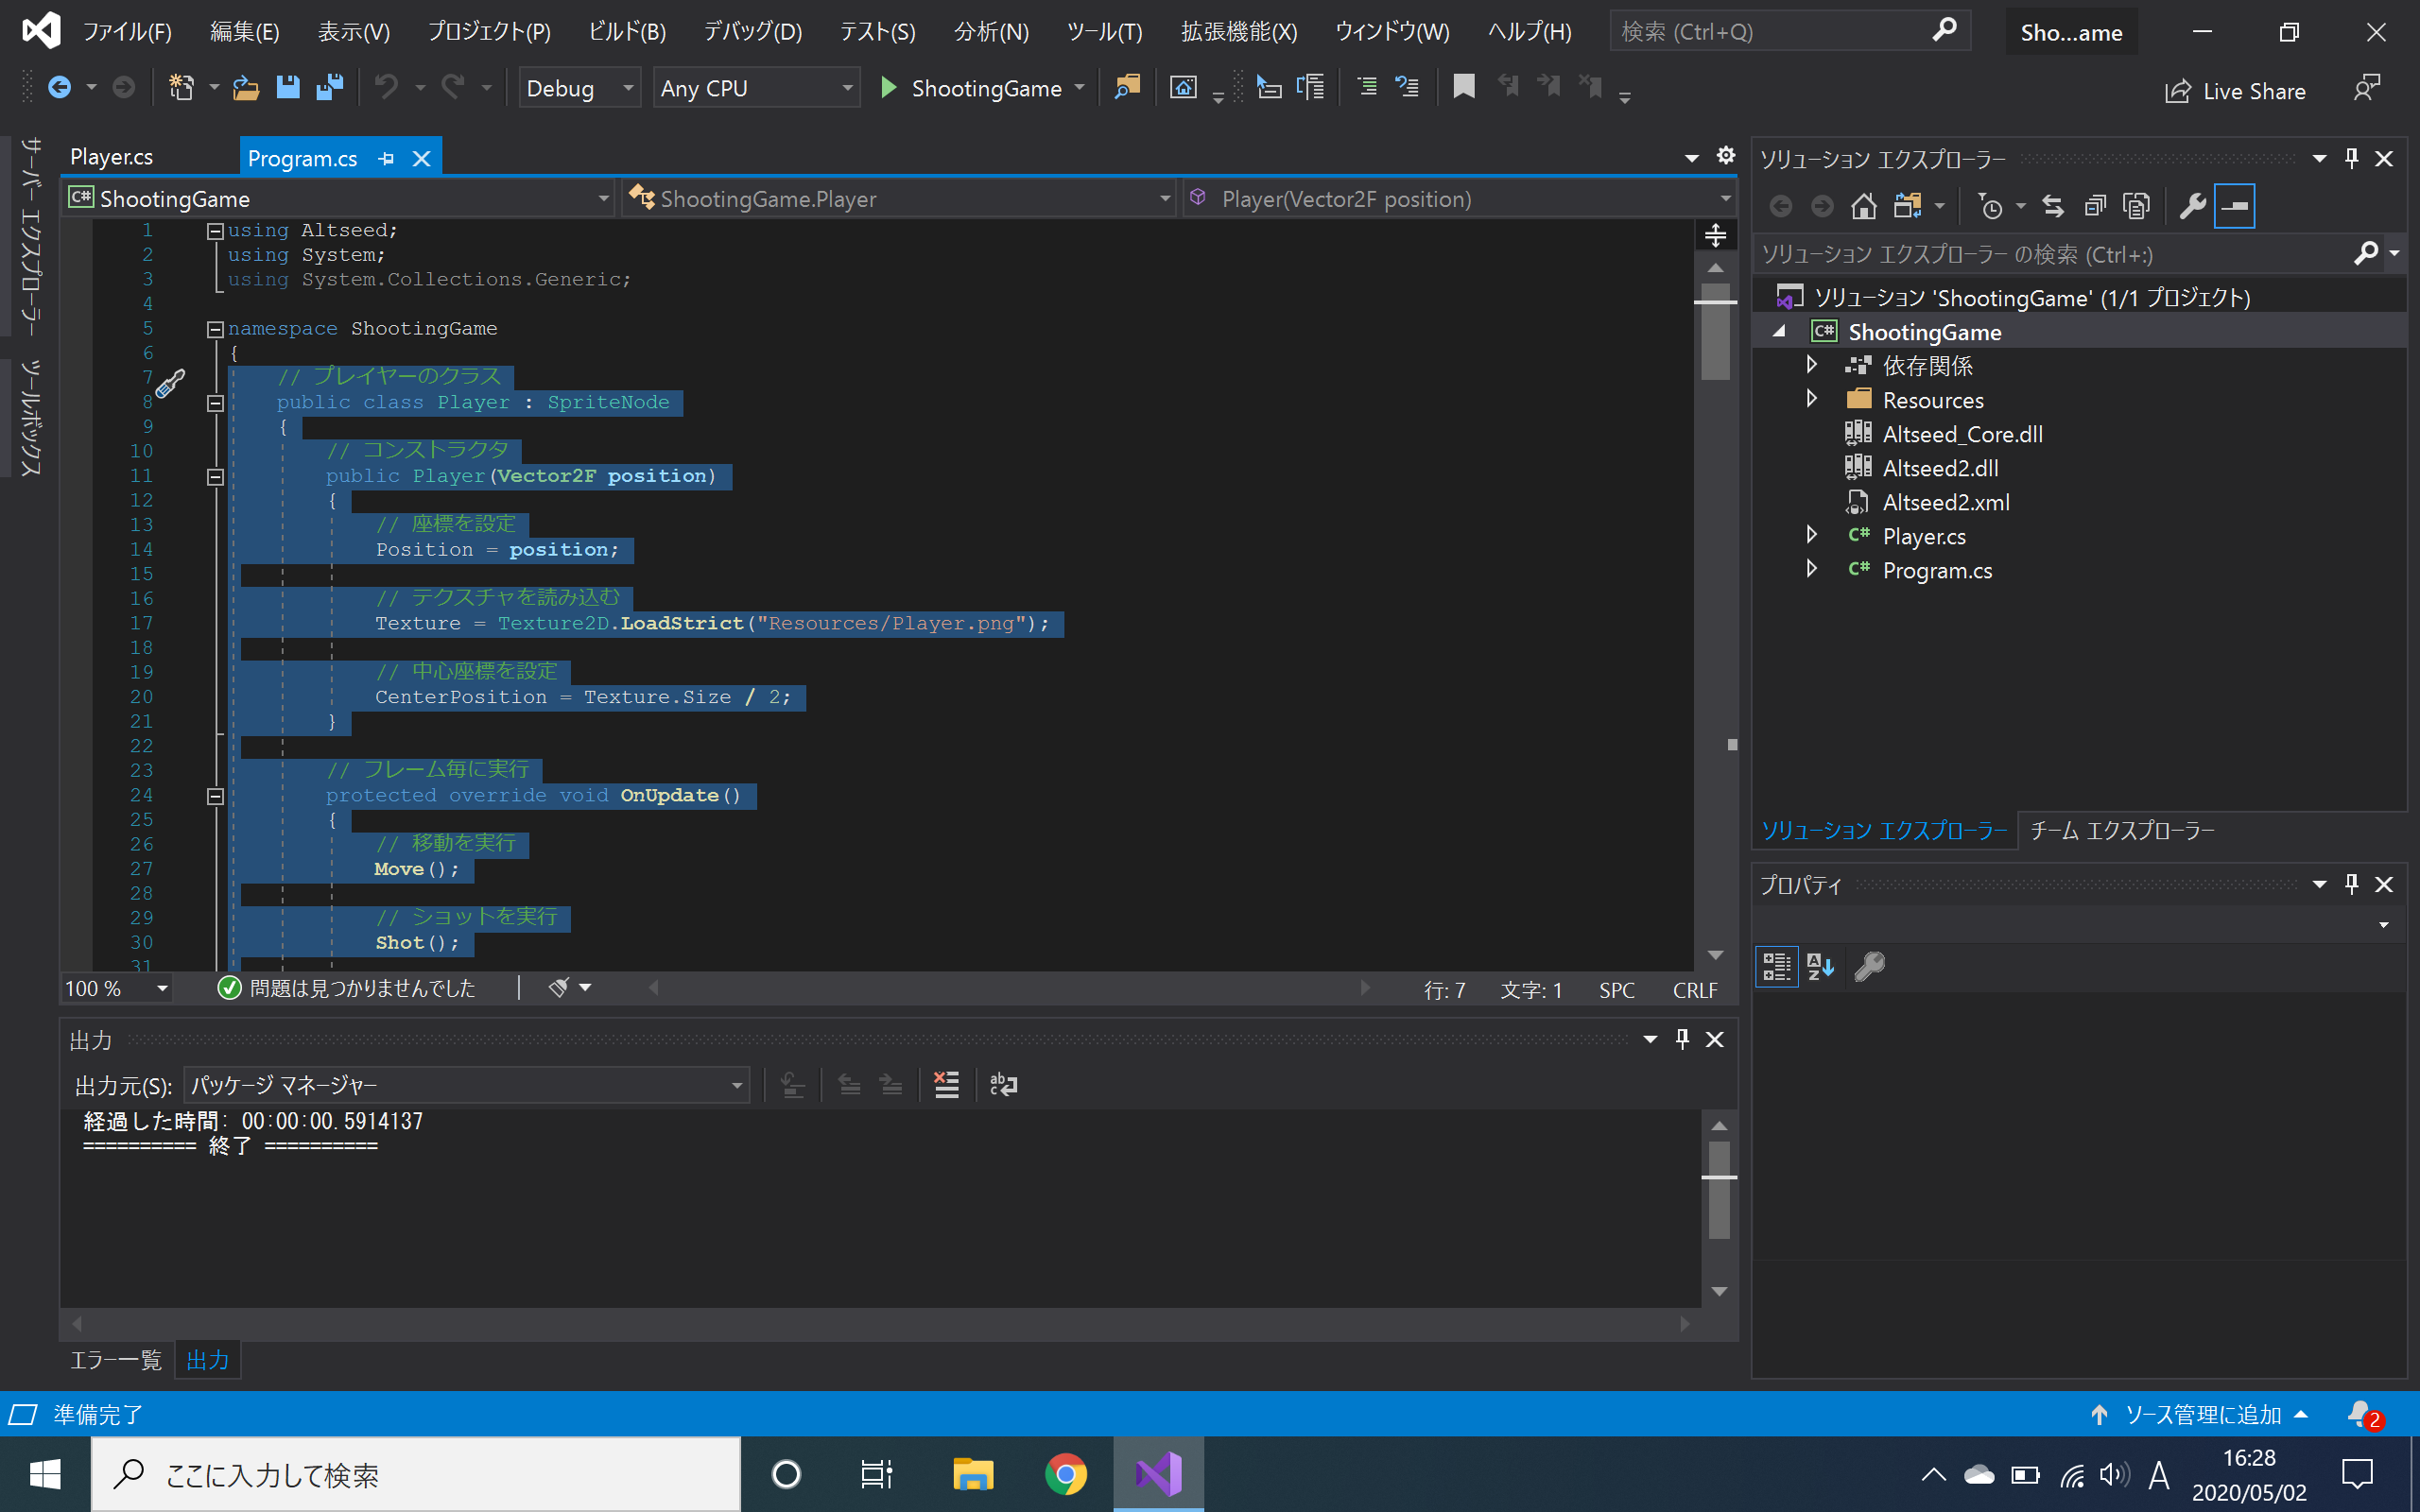 ファイル(F) 編集(E) 表示(V) プロジェクト(P) ビルド(B) デバッグ(D) テスト(S) 分析(N) ツール(T) 拡張機能(X) ウィンドウ(W) ヘルプ(H) 検索 (Ctrl+Q) Sho...ame
Debug Any CPU ShootingGame Live Share
サーバー エクスプローラー
ツールボックス
Player.cs Program.cs
ShootingGame ShootingGame.Player Player(Vector2F position)
1 using Altseed;
2 using System;
3 using System.Collections.Generic;
4
5 namespace ShootingGame
6 {
7 // プレイヤーのクラス
8 public class Player : SpriteNode
9 {
10 // コンストラクタ
11 public Player(Vector2F position)
12 {
13 // 座標を設定
14 Position = position;
15
16 // テクスチャを読み込む
17 Texture = Texture2D.LoadStrict("Resources/Player.png");
18
19 // 中心座標を設定
20 CenterPosition = Texture.Size / 2;
21 }
22
23 // フレーム毎に実行
24 protected override void OnUpdate()
25 {
26 // 移動を実行
27 Move();
28
29 // ショットを実行
30 Shot();
31
100 % 問題は見つかりませんでした 行: 7 文字: 1 SPC CRLF
出力
出力元(S): パッケージ マネージャー
経過した時間: 00:00:00.5914137
========== 終了 ==========
エラー一覧 出力
ソリューション エクスプローラー
ソリューション エクスプローラー の検索 (Ctrl+:)
ソリューション 'ShootingGame' (1/1 プロジェクト)
C# ShootingGame
依存関係
Resources
Altseed_Core.dll
Altseed2.dll
Altseed2.xml
C# Player.cs
C# Program.cs
ソリューション エクスプローラー チーム エクスプローラー
プロパティ
準備完了 ソース管理に追加 2
ここに入力して検索 A 16:28
2020/05/02